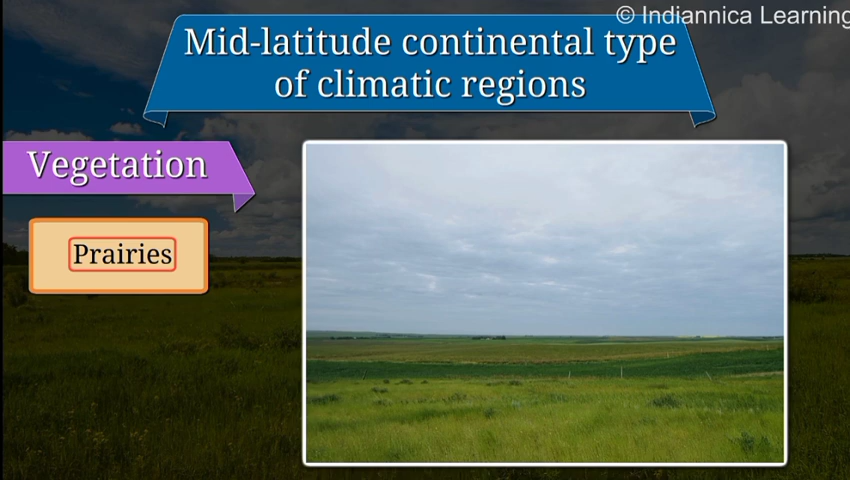 © Indiannica Learning
Mid-latitude continental type
of climatic regions
Vegetation
Prairies